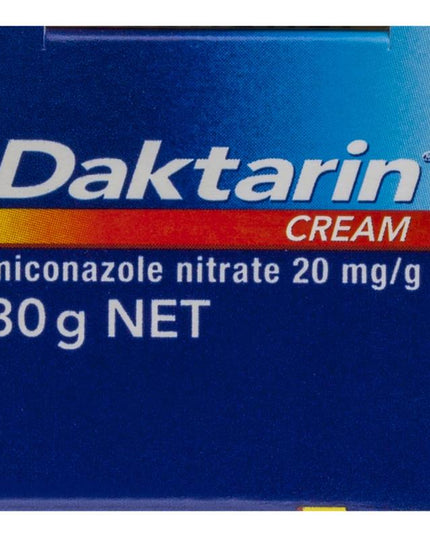 Daktarin®
CREAM
miconazole nitrate 20 mg/g
30 g NET